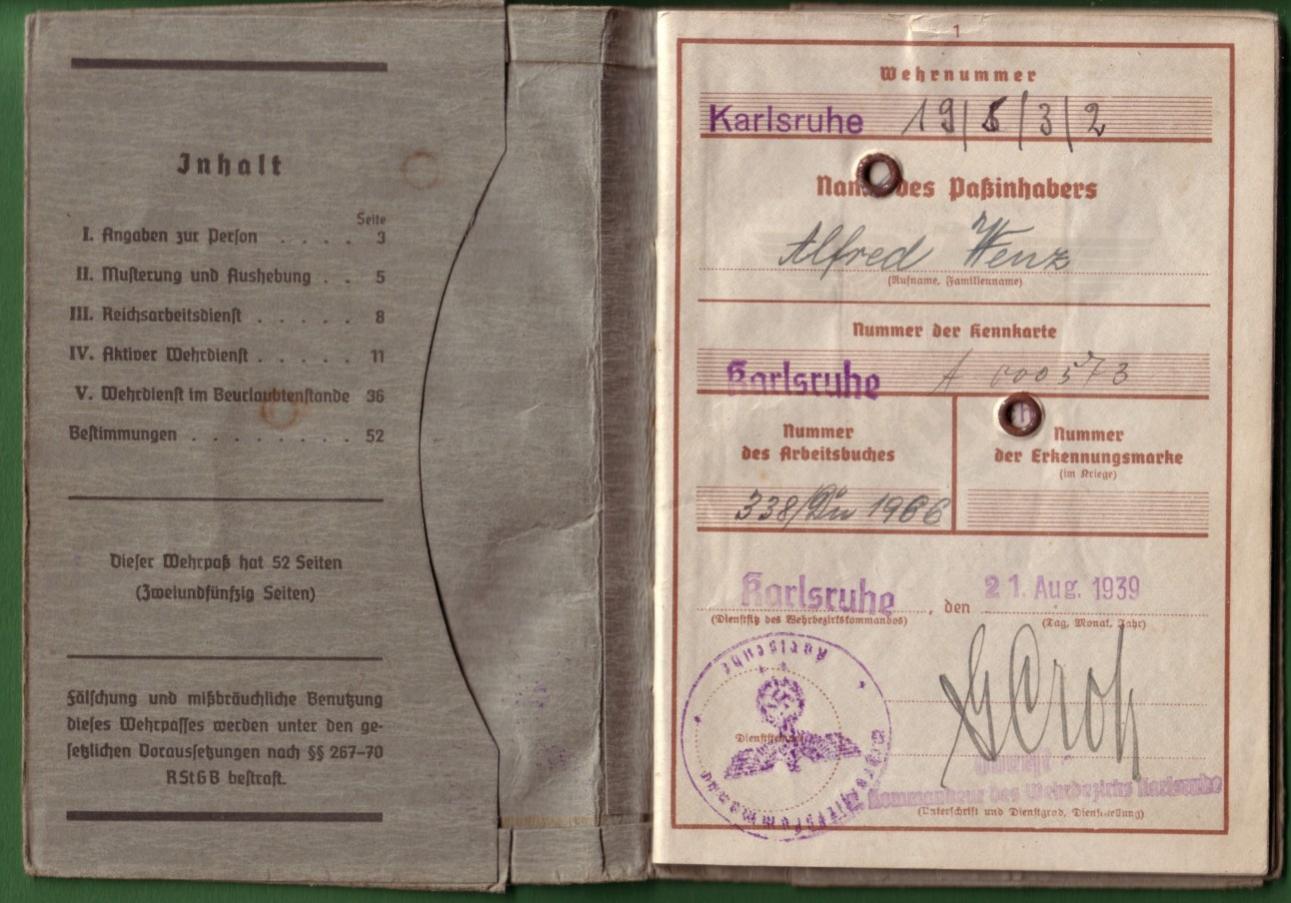 Inhalt
Seite
I. Angaben zur Person . . . . 3
II. Musterung und Aushebung . . 5
III. Reichsarbeitsdienst . . . . . 8
IV. Aktiver Wehrdienst . . . . . 11
V. Wehrdienst im Beurlaubtenstande 36
Bestimmungen . . . . . . . . 52
Dieser Wehrpaß hat 52 Seiten
(Zweiundfünfzig Seiten)
Fälschung und mißbräuchliche Benutzung
dieses Wehrpasses werden unter den ge-
setzlichen Voraussetzungen nach §§ 267–70
RStGB bestraft.
1
Wehrnummer
Karlsruhe 19/5/3/2
Name des Paßinhabers
Alfred Wenz
(Rufname, Familienname)
Nummer der Kennkarte
Karlsruhe A 000573
Nummer
des Arbeitsbuches
338/Du 1966
Nummer
der Erkennungsmarke
(im Kriege)
Karlsruhe, den 21. Aug. 1939
(Dienstsitz des Wehrbezirkskommandos) (Tag, Monat, Jahr)
Karlsruhe
Wehrbezirkskommando
Kommandeur des Wehrbezirks Karlsruhe
(Unterschrift und Dienstgrad, Dienststellung)